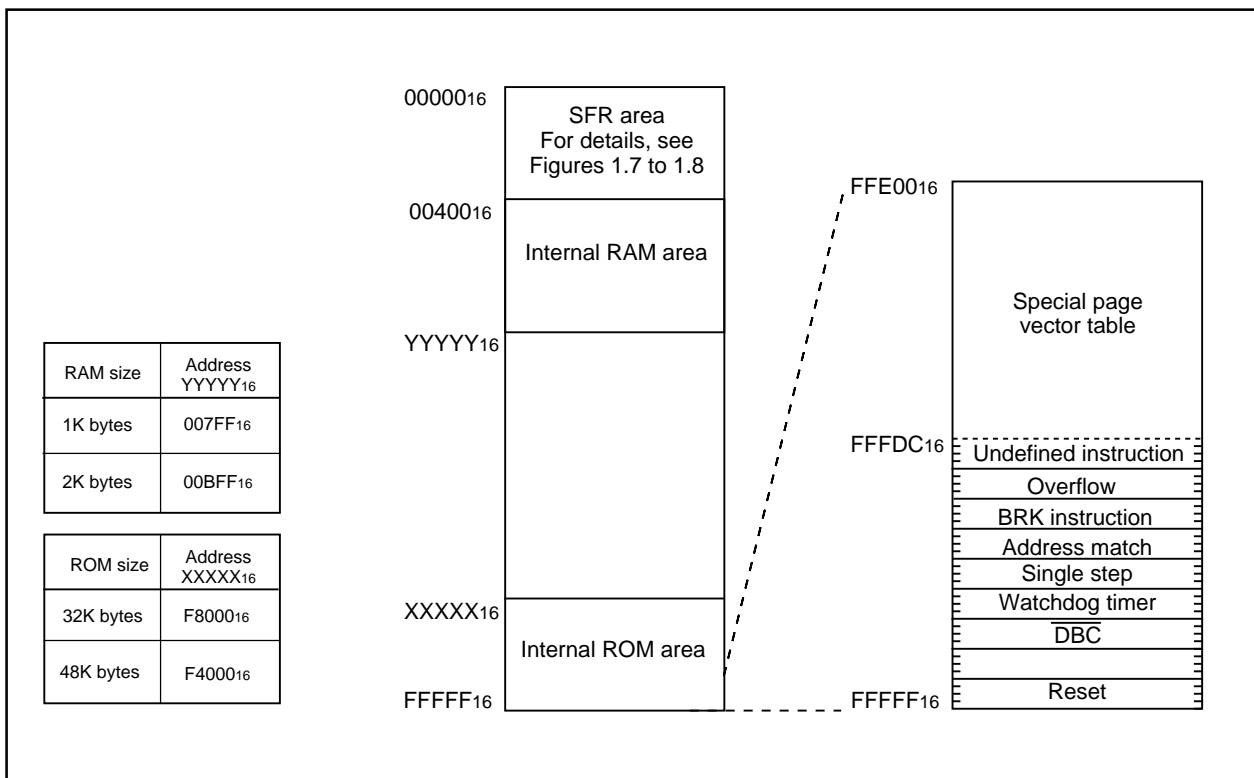 00000₁₆
SFR area
For details, see
Figures 1.7 to 1.8
00400₁₆
Internal RAM area
YYYYY₁₆
XXXXX₁₆
Internal ROM area
FFFFF₁₆
RAM size
Address
YYYYY₁₆
1K bytes
007FF₁₆
2K bytes
00BFF₁₆
ROM size
Address
XXXXX₁₆
32K bytes
F8000₁₆
48K bytes
F4000₁₆
FFE00₁₆
Special page
vector table
FFFDC₁₆
Undefined instruction
Overflow
BRK instruction
Address match
Single step
Watchdog timer
D̅B̅C̅
Reset
FFFFF₁₆